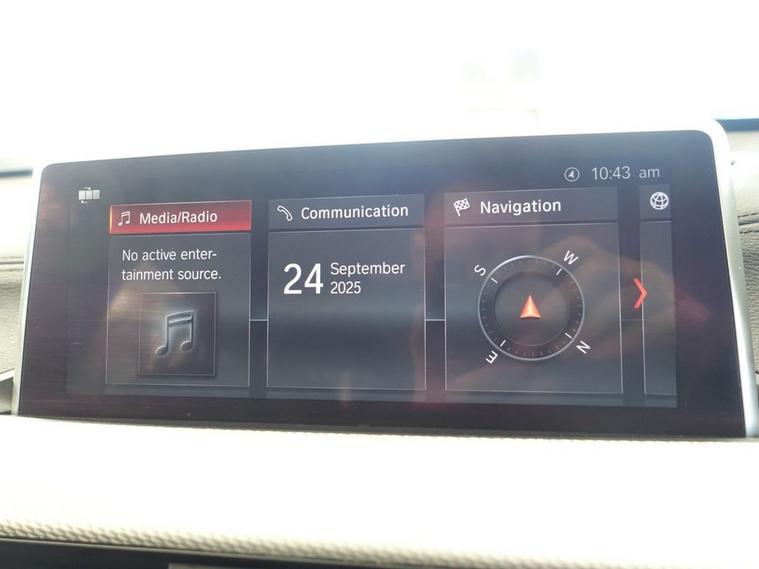 10:43 am
Media/Radio
Communication
Navigation
No active enter-
tainment source.
24
September
2025
S
W
E
N